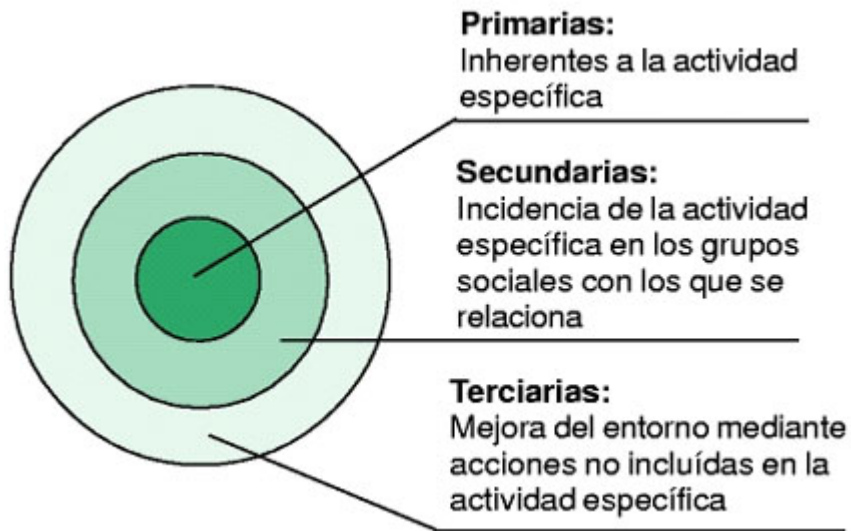 Primarias:
Inherentes a la actividad
específica
Secundarias:
Incidencia de la actividad
específica en los grupos
sociales con los que se
relaciona
Terciarias:
Mejora del entorno mediante
acciones no incluídas en la
actividad específica